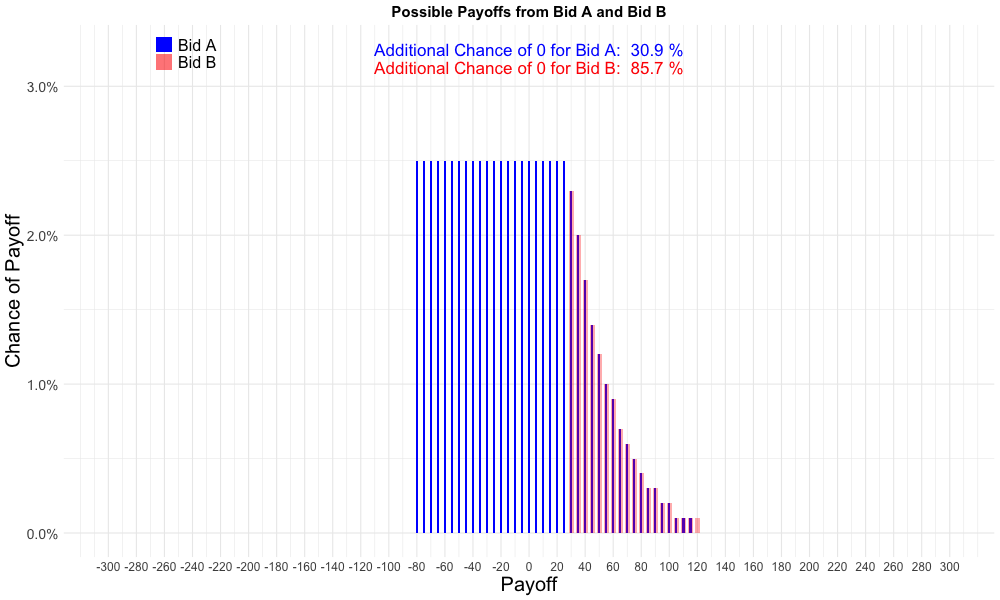 Possible Payoffs from Bid A and Bid B
Bid A
Bid B
Additional Chance of 0 for Bid A: 30.9 %
Additional Chance of 0 for Bid B: 85.7 %
Chance of Payoff
3.0%
2.0%
1.0%
0.0%
-300 -280 -260 -240 -220 -200 -180 -160 -140 -120 -100 -80 -60 -40 -20 0 20 40 60 80 100 120 140 160 180 200 220 240 260 280 300
Payoff